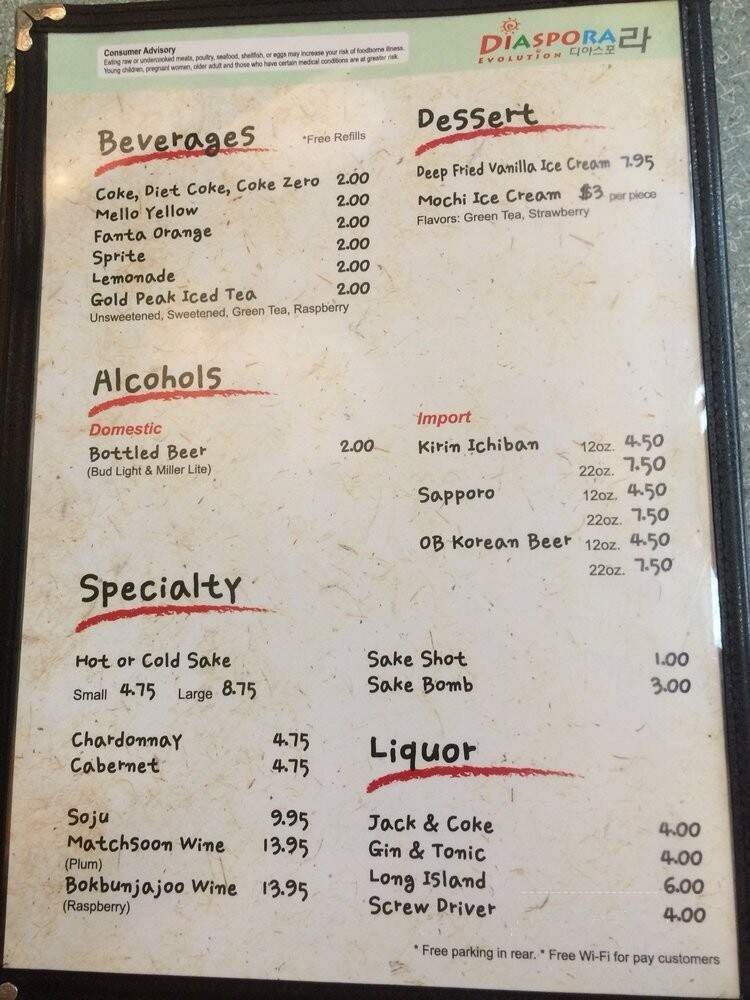 Consumer Advisory
Eating raw or undercooked meats, poultry, seafood, shellfish, or eggs may increase your risk of foodborne illness.
Young children, pregnant women, older adult and those who have certain medical conditions are at greater risk.
DIASPORA라
EVOLUTION 디아스포
Beverages *Free Refills
Coke, Diet Coke, Coke Zero 2.00
Mello Yellow 2.00
Fanta Orange 2.00
Sprite 2.00
Lemonade 2.00
Gold Peak Iced Tea 2.00
Unsweetened, Sweetened, Green Tea, Raspberry
Dessert
Deep Fried Vanilla Ice Cream 7.95
Mochi Ice Cream $3 per piece
Flavors: Green Tea, Strawberry
Alcohols
Domestic
Bottled Beer 2.00
(Bud Light & Miller Lite)
Import
Kirin Ichiban 12oz. 4.50
22oz. 7.50
Sapporo 12oz. 4.50
22oz. 7.50
OB Korean Beer 12oz. 4.50
22oz. 7.50
Specialty
Hot or Cold Sake
Small 4.75 Large 8.75
Chardonnay 4.75
Cabernet 4.75
Soju 9.95
Matchsoon Wine 13.95
(Plum)
Bokbunjajoo Wine 13.95
(Raspberry)
Sake Shot 1.00
Sake Bomb 3.00
Liquor
Jack & Coke 4.00
Gin & Tonic 4.00
Long Island 6.00
Screw Driver 4.00
* Free parking in rear. * Free Wi-Fi for pay customers